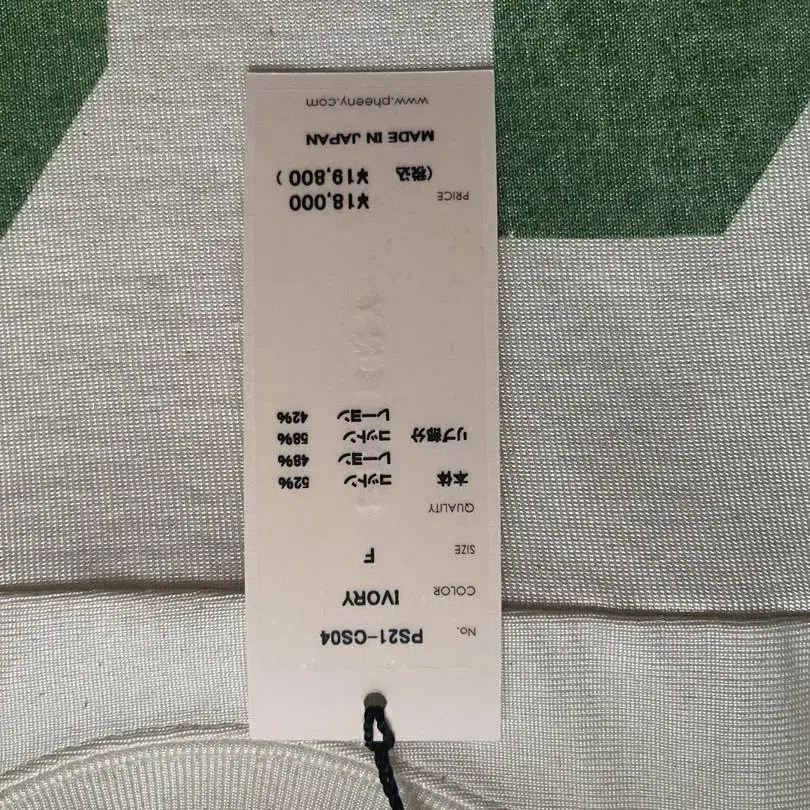 No. PS21-CS04
COLOR IVORY
SIZE F
QUALITY
本体 コットン 52%
レーヨン 48%
リブ部分 コットン 58%
レーヨン 42%
PRICE ¥18,000
(税込 ¥19,800)
MADE IN JAPAN
www.pheeny.com